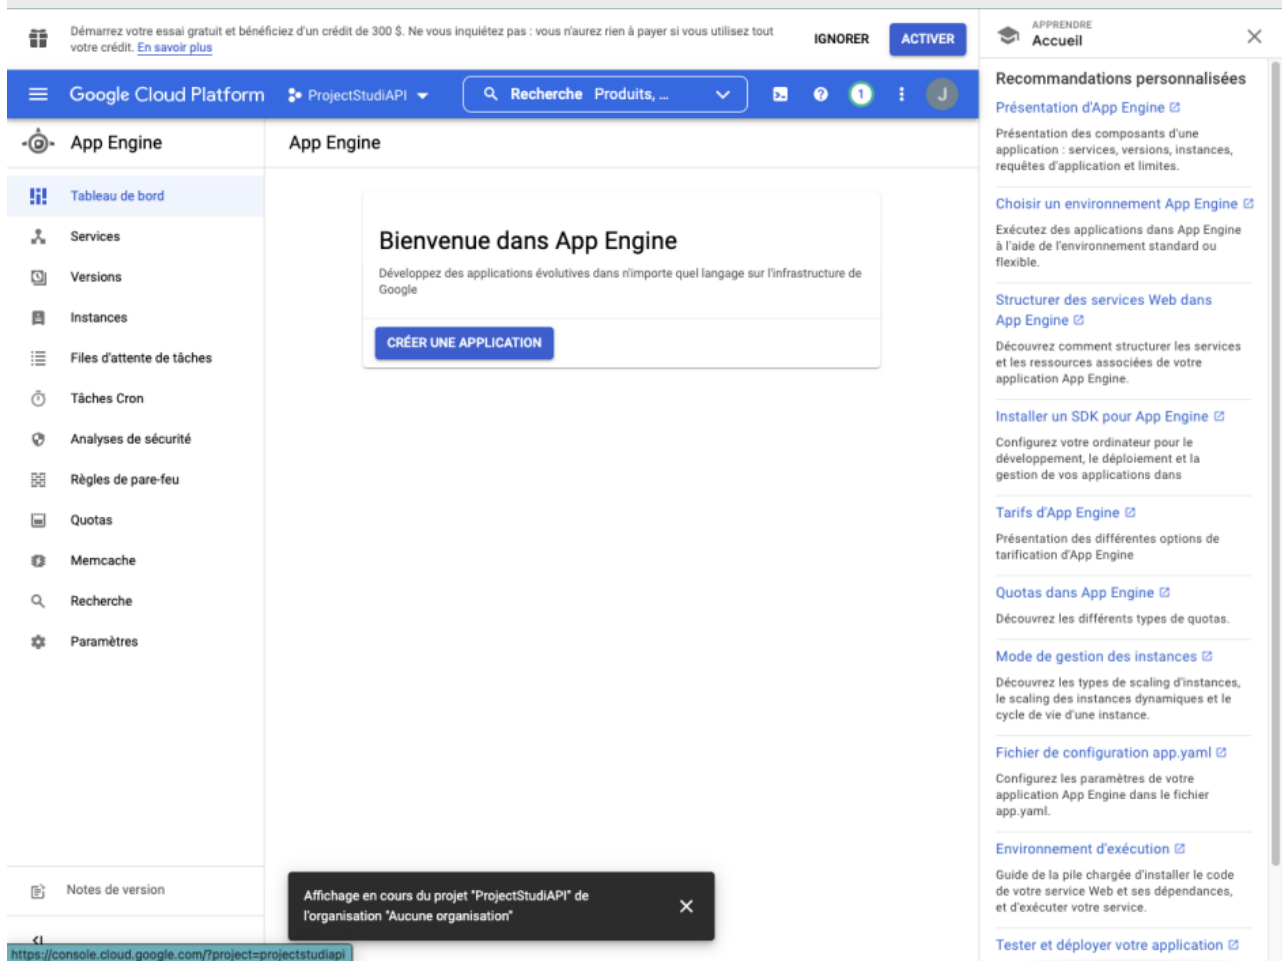 Démarrez votre essai gratuit et bénéficiez d'un crédit de 300 $. Ne vous inquiétez pas : vous n'aurez rien à payer si vous utilisez tout
votre crédit. En savoir plus
IGNORER
ACTIVER
Google Cloud Platform
ProjectStudiAPI
Recherche Produits, ...
1
J
App Engine
App Engine
Tableau de bord
Services
Versions
Instances
Files d'attente de tâches
Tâches Cron
Analyses de sécurité
Règles de pare-feu
Quotas
Memcache
Recherche
Paramètres
Notes de version
Bienvenue dans App Engine
Développez des applications évolutives dans n'importe quel langage sur l'infrastructure de
Google
CRÉER UNE APPLICATION
Affichage en cours du projet "ProjectStudiAPI" de
l'organisation "Aucune organisation"
https://console.cloud.google.com/?project=projectstudiapi
APPRENDRE
Accueil
Recommandations personnalisées
Présentation d'App Engine
Présentation des composants d'une
application : services, versions, instances,
requêtes d'application et limites.
Choisir un environnement App Engine
Exécutez des applications dans App Engine
à l'aide de l'environnement standard ou
flexible.
Structurer des services Web dans
App Engine
Découvrez comment structurer les services
et les ressources associées de votre
application App Engine.
Installer un SDK pour App Engine
Configurez votre ordinateur pour le
développement, le déploiement et la
gestion de vos applications dans
Tarifs d'App Engine
Présentation des différentes options de
tarification d'App Engine
Quotas dans App Engine
Découvrez les différents types de quotas.
Mode de gestion des instances
Découvrez les types de scaling d'instances,
le scaling des instances dynamiques et le
cycle de vie d'une instance.
Fichier de configuration app.yaml
Configurez les paramètres de votre
application App Engine dans le fichier
app.yaml.
Environnement d'exécution
Guide de la pile chargée d'installer le code
de votre service Web et ses dépendances,
et d'exécuter votre service.
Tester et déployer votre application